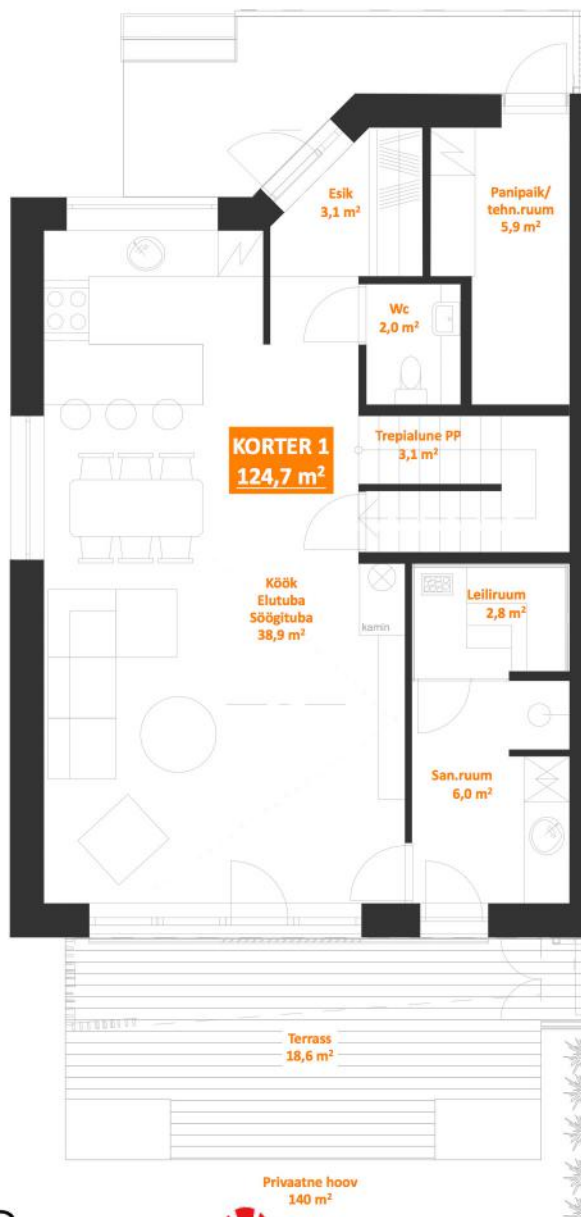 Esik
3,1 m²
Panipaik/
tehn.ruum
5,9 m²
Wc
2,0 m²
KORTER 1
124,7 m²
Trepialune PP
3,1 m²
Köök
Elutuba
Söögituba
38,9 m²
kamin
Leiliruum
2,8 m²
San.ruum
6,0 m²
Terrass
18,6 m²
Privaatne hoov
140 m²